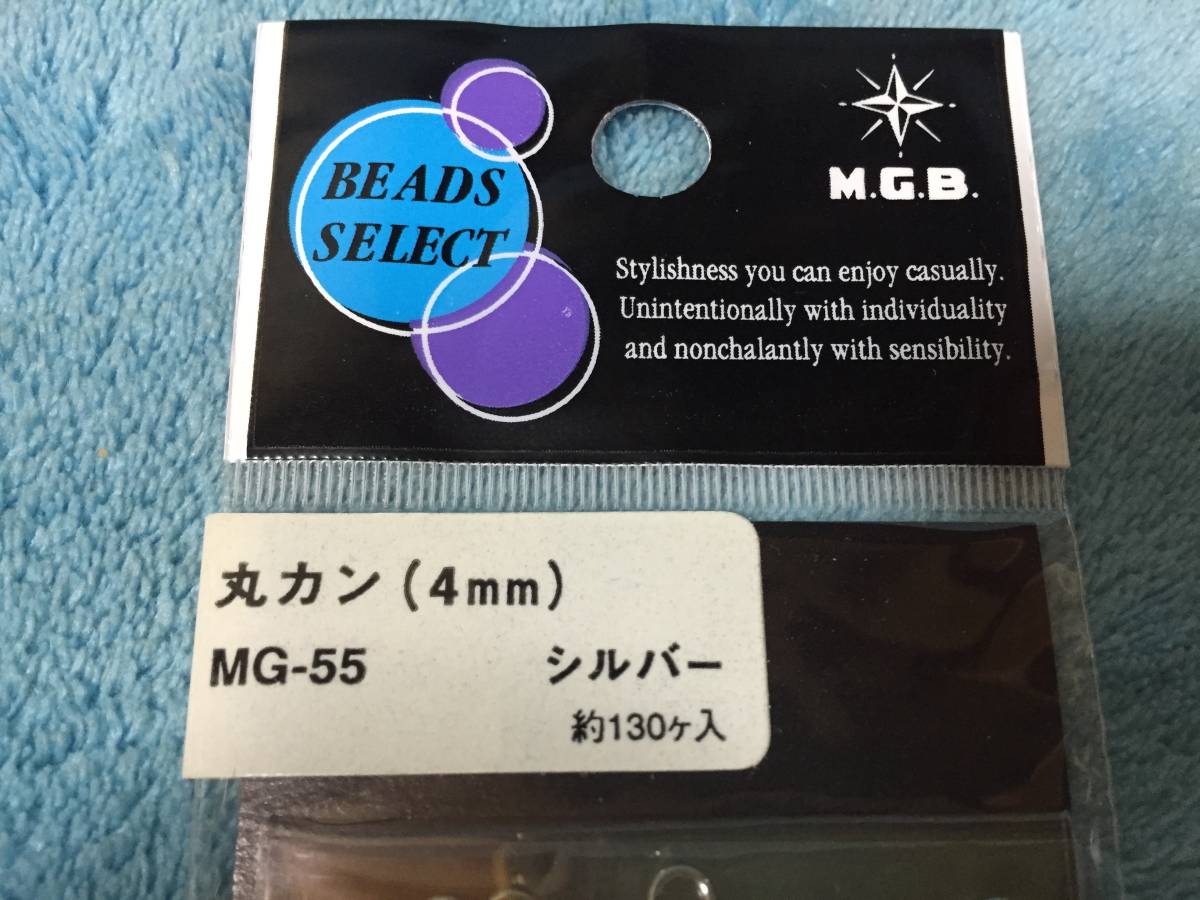 BEADS
SELECT
M.G.B.
Stylishness you can enjoy casually.
Unintentionally with individuality
and nonchalantly with sensibility.
丸カン(4mm)
MG-55 シルバー
約130ヶ入